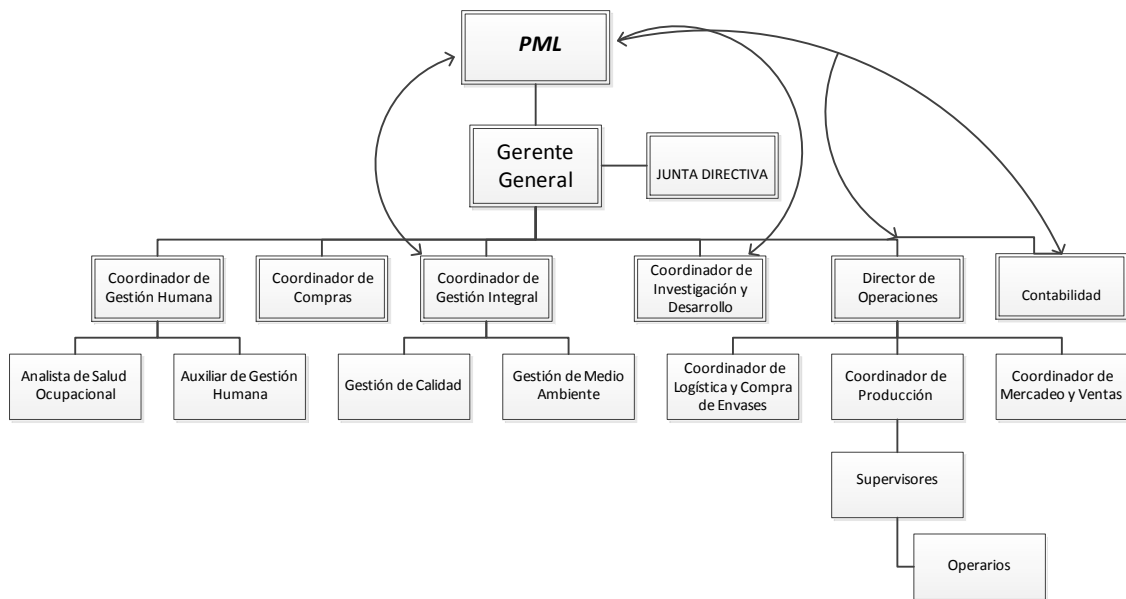 PML
Gerente
General
JUNTA DIRECTIVA
Coordinador de
Gestión Humana
Coordinador de
Compras
Coordinador de
Gestión Integral
Coordinador de
Investigación y
Desarrollo
Director de
Operaciones
Contabilidad
Analista de Salud
Ocupacional
Auxiliar de Gestión
Humana
Gestión de Calidad
Gestión de Medio
Ambiente
Coordinador de
Logística y Compra
de Envases
Coordinador de
Producción
Coordinador de
Mercadeo y Ventas
Supervisores
Operarios